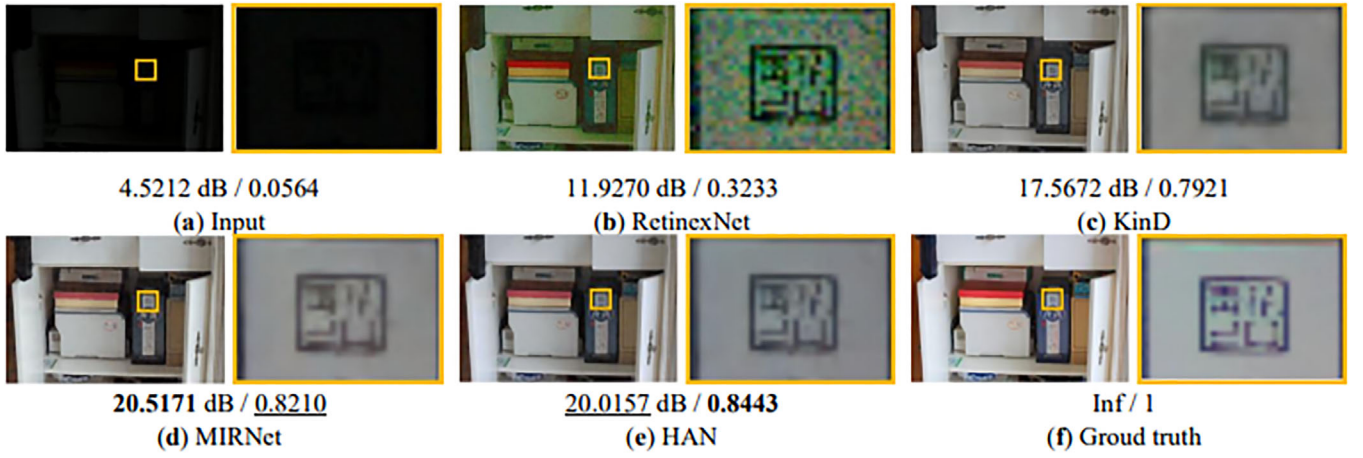 4.5212 dB / 0.0564
11.9270 dB / 0.3233
17.5672 dB / 0.7921
(a) Input
(b) RetinexNet
(c) KinD
20.5171 dB / 0.8210
20.0157 dB / 0.8443
Inf / 1
(d) MIRNet
(e) HAN
(f) Groud truth